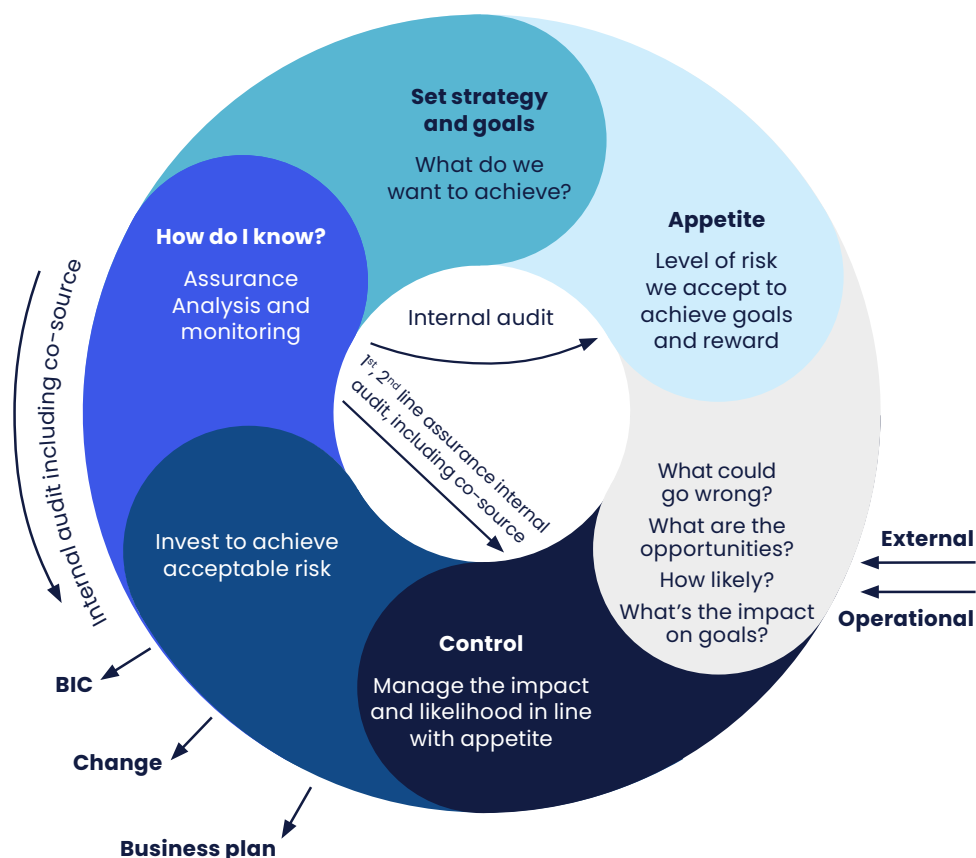 Set strategy
and goals
What do we
want to achieve?
Appetite
Level of risk
we accept to
achieve goals
and reward
What could
go wrong?
What are the
opportunities?
How likely?
What's the impact
on goals?
External
Operational
Control
Manage the impact
and likelihood in line
with appetite
Invest to achieve
acceptable risk
BIC
Change
Business plan
How do I know?
Assurance
Analysis and
monitoring
Internal audit including co-source
Internal audit
1st, 2nd line assurance internal
audit, including co-source